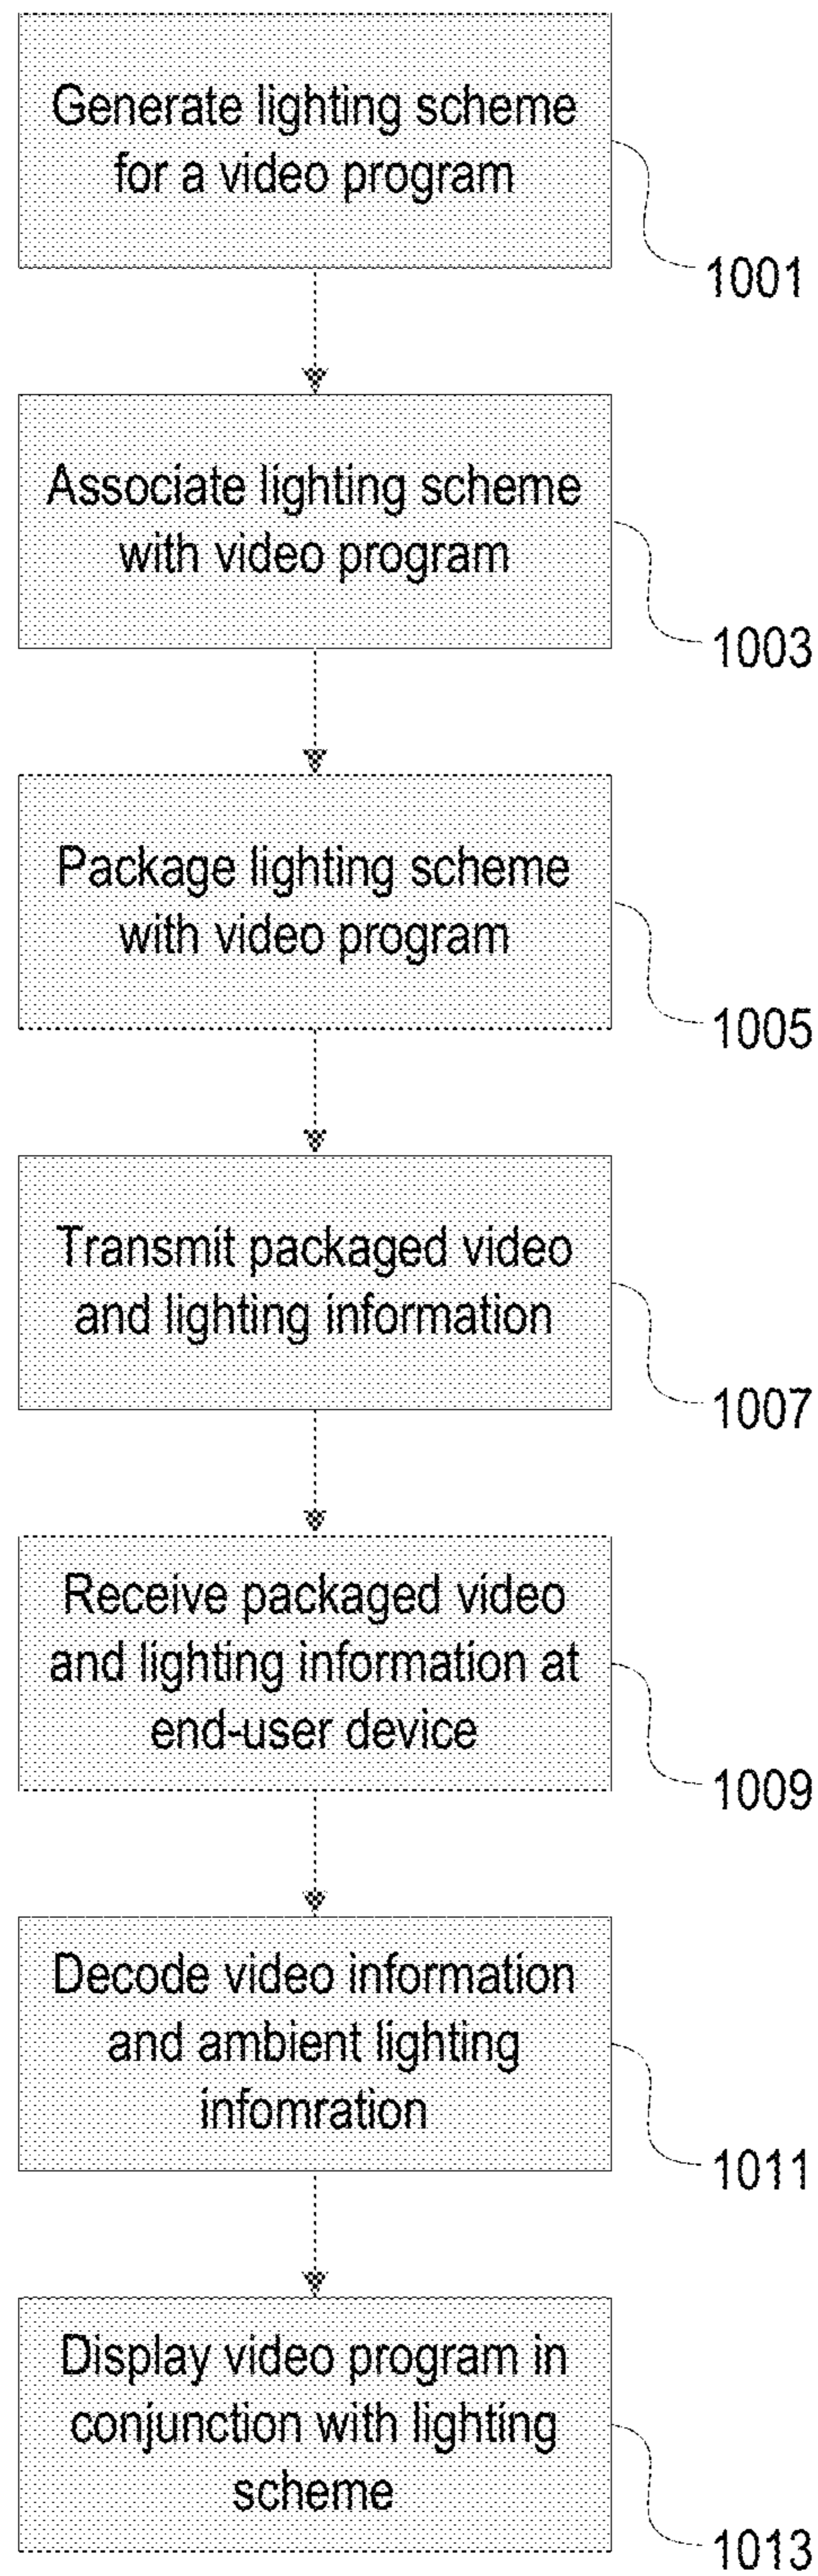 Generate lighting scheme
for a video program
1001
Associate lighting scheme
with video program
1003
Package lighting scheme
with video program
1005
Transmit packaged video
and lighting information
1007
Receive packaged video
and lighting information at
end-user device
1009
Decode video information
and ambient lighting
infomration
1011
Display video program in
conjunction with lighting
scheme
1013